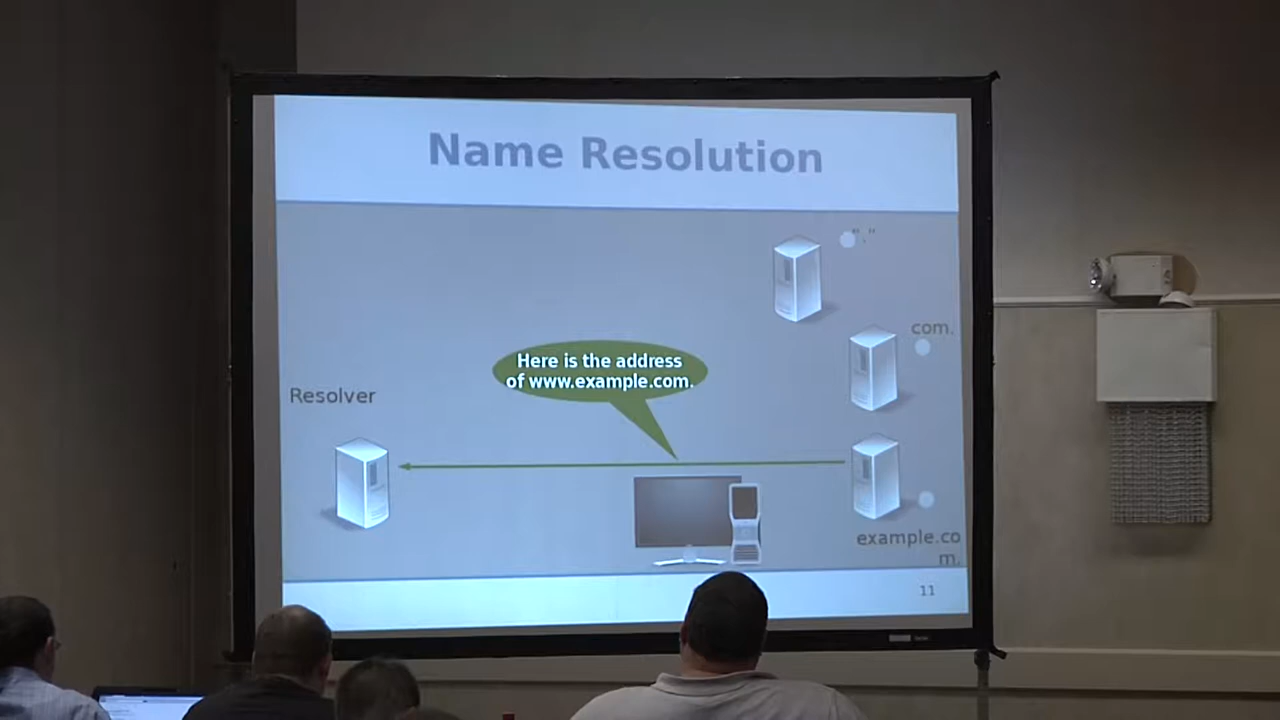 Name Resolution
"."
com.
Here is the address
of www.example.com.
Resolver
example.co
m.
11